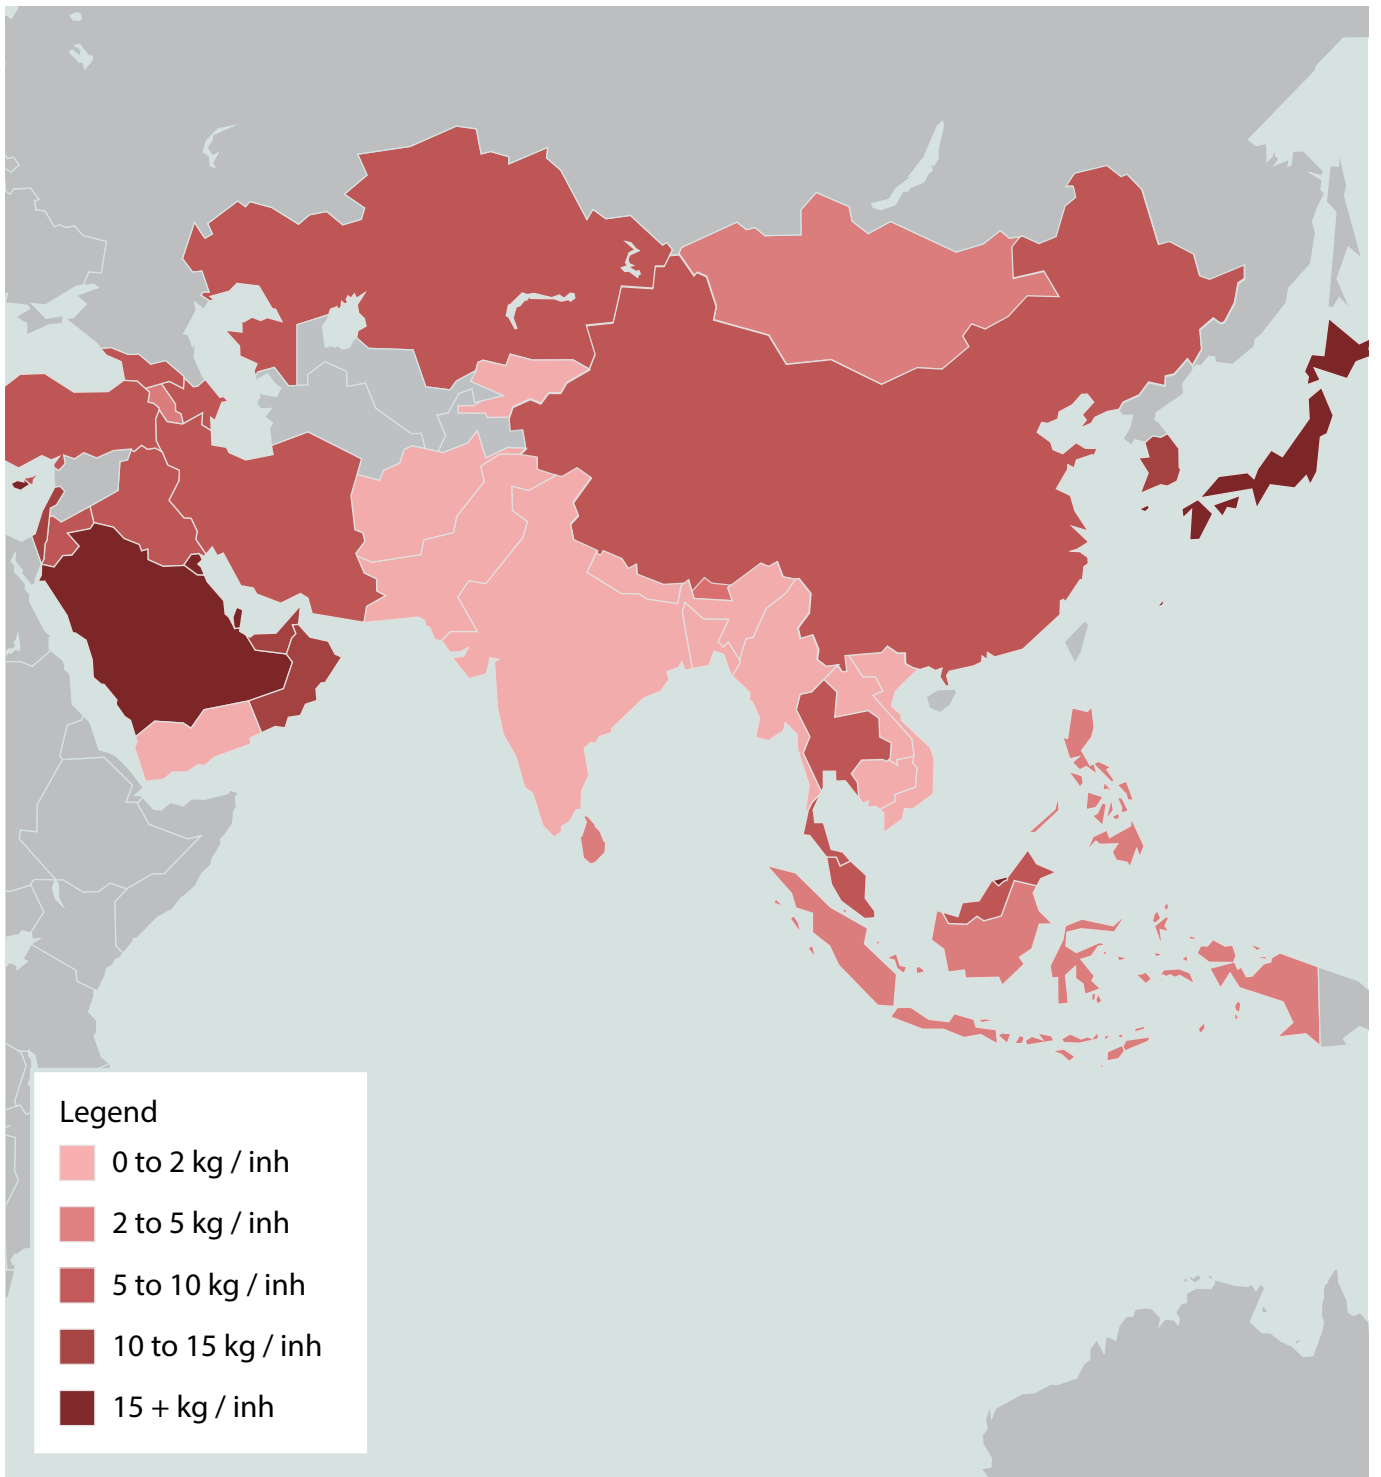 Legend
0 to 2 kg / inh
2 to 5 kg / inh
5 to 10 kg / inh
10 to 15 kg / inh
15 + kg / inh